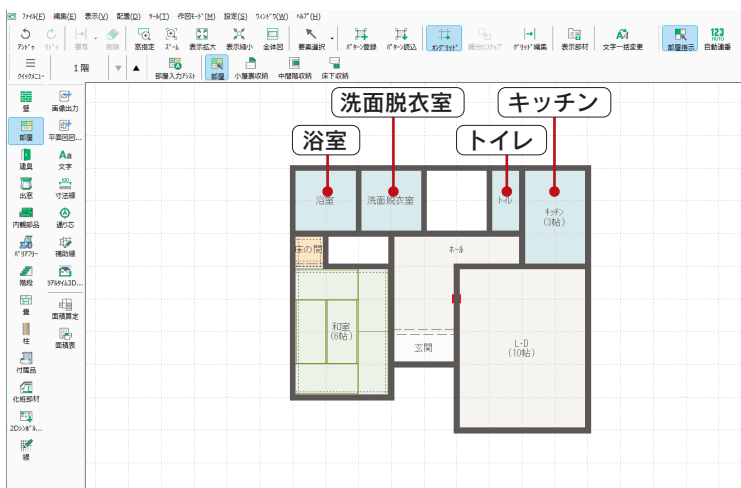 ﾌｧｲﾙ(F) 編集(E) 表示(V) 配置(D) ﾂｰﾙ(T) 作図ﾓｰﾄﾞ(M) 設定(S) ｳｨﾝﾄﾞｳ(W) ﾍﾙﾌﾟ(H)
ｱﾝﾄﾞｩ ﾘﾄﾞｩ 複写 削除 窓指定 ｽﾞｰﾑ 表示拡大 表示縮小 全体図 要素選択 ﾊﾟﾀｰﾝ登録 ﾊﾟﾀｰﾝ読込 ｵﾝｸﾞﾘｯﾄﾞ 線分にｽﾅｯﾌﾟ ｸﾞﾘｯﾄﾞ編集 表示部材 文字一括変更 部屋指示 自動連番
123
AUTO
ｸｲｯｸﾒﾆｭｰ
1 階
▼
▲
部屋入力ｱｼｽﾄ 部屋 小屋裏収納 中間階収納 床下収納
壁 画像出力
部屋 平面図図...
Aa
建具 文字
100
出窓 寸法線
内観部品 通り芯
ﾊﾞﾘｱﾌﾘｰ 補助線
階段 ﾘｱﾙﾀｲﾑ3D...
畳 面積算定
柱 面積表
付属品
化粧部材
2Dｼﾝﾎﾞﾙ...
線
洗面脱衣室 キッチン
浴室 トイレ
浴室 洗面脱衣室 ﾄｲﾚ
ｷｯﾁﾝ
(3帖)
床の間 ﾎｰﾙ
和室
(6帖)
玄関
L･D
(10帖)